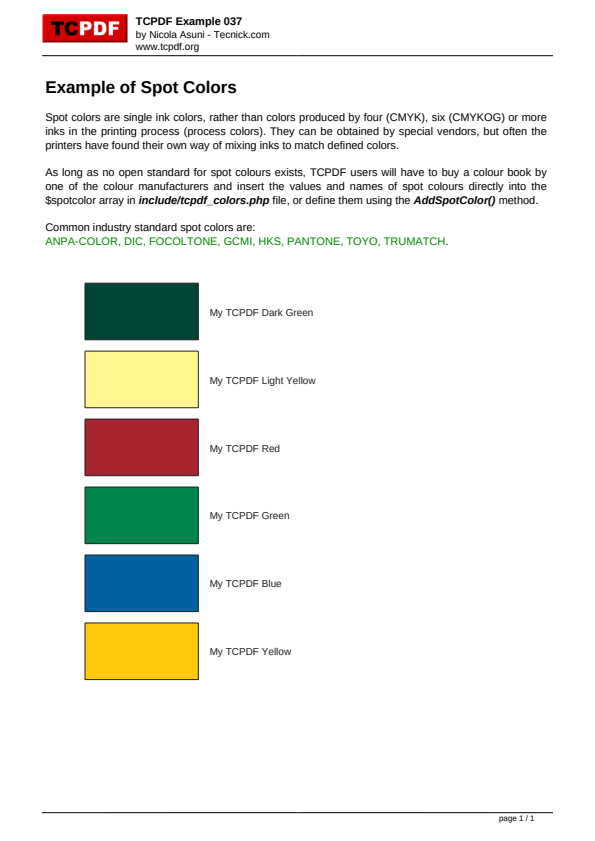 TCPDF
TCPDF Example 037
by Nicola Asuni - Tecnick.com
www.tcpdf.org
Example of Spot Colors
Spot colors are single ink colors, rather than colors produced by four (CMYK), six (CMYKOG) or more
inks in the printing process (process colors). They can be obtained by special vendors, but often the
printers have found their own way of mixing inks to match defined colors.
As long as no open standard for spot colours exists, TCPDF users will have to buy a colour book by
one of the colour manufacturers and insert the values and names of spot colours directly into the
$spotcolor array in include/tcpdf_colors.php file, or define them using the AddSpotColor() method.
Common industry standard spot colors are:
ANPA-COLOR, DIC, FOCOLTONE, GCMI, HKS, PANTONE, TOYO, TRUMATCH.
My TCPDF Dark Green
My TCPDF Light Yellow
My TCPDF Red
My TCPDF Green
My TCPDF Blue
My TCPDF Yellow
page 1 / 1